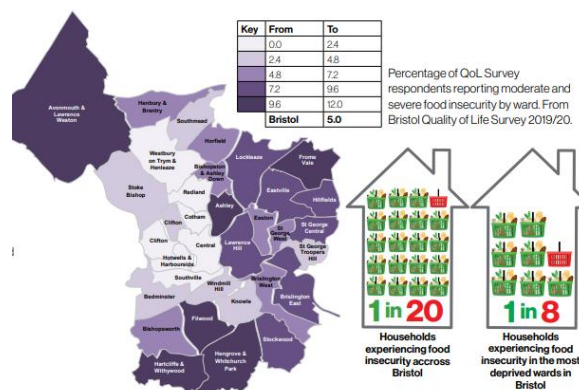 Key From To
0.0 2.4
2.4 4.8
4.8 7.2
7.2 9.6
9.6 12.0
Bristol 5.0
Percentage of QoL Survey
respondents reporting moderate and
severe food insecurity by ward. From
Bristol Quality of Life Survey 2019/20.
Avonmouth &
Lawrence
Weston
Henbury &
Brentry
Southmead
Horfield
Westbury
on Trym &
Henleaze
Bishopston
& Ashley
Down
Lockleaze
Frome
Vale
Stoke
Bishop
Redland
Eastville
Hillfields
Cotham
Ashley
Clifton
Easton
St George
West
St George
Central
Clifton
Central
Lawrence
Hill
St George
Troopers
Hill
Hotwells &
Harbourside
Southville
Windmill
Hill
Brislington
West
Brislington
East
Bedminster
Knowle
Bishopsworth
Filwood
Stockwood
Hartcliffe &
Withywood
Hengrove &
Whitchurch
Park
1 in 20
Households
experiencing food
insecurity accross
Bristol
1 in 8
Households
experiencing food
insecurity in the most
deprived wards in
Bristol